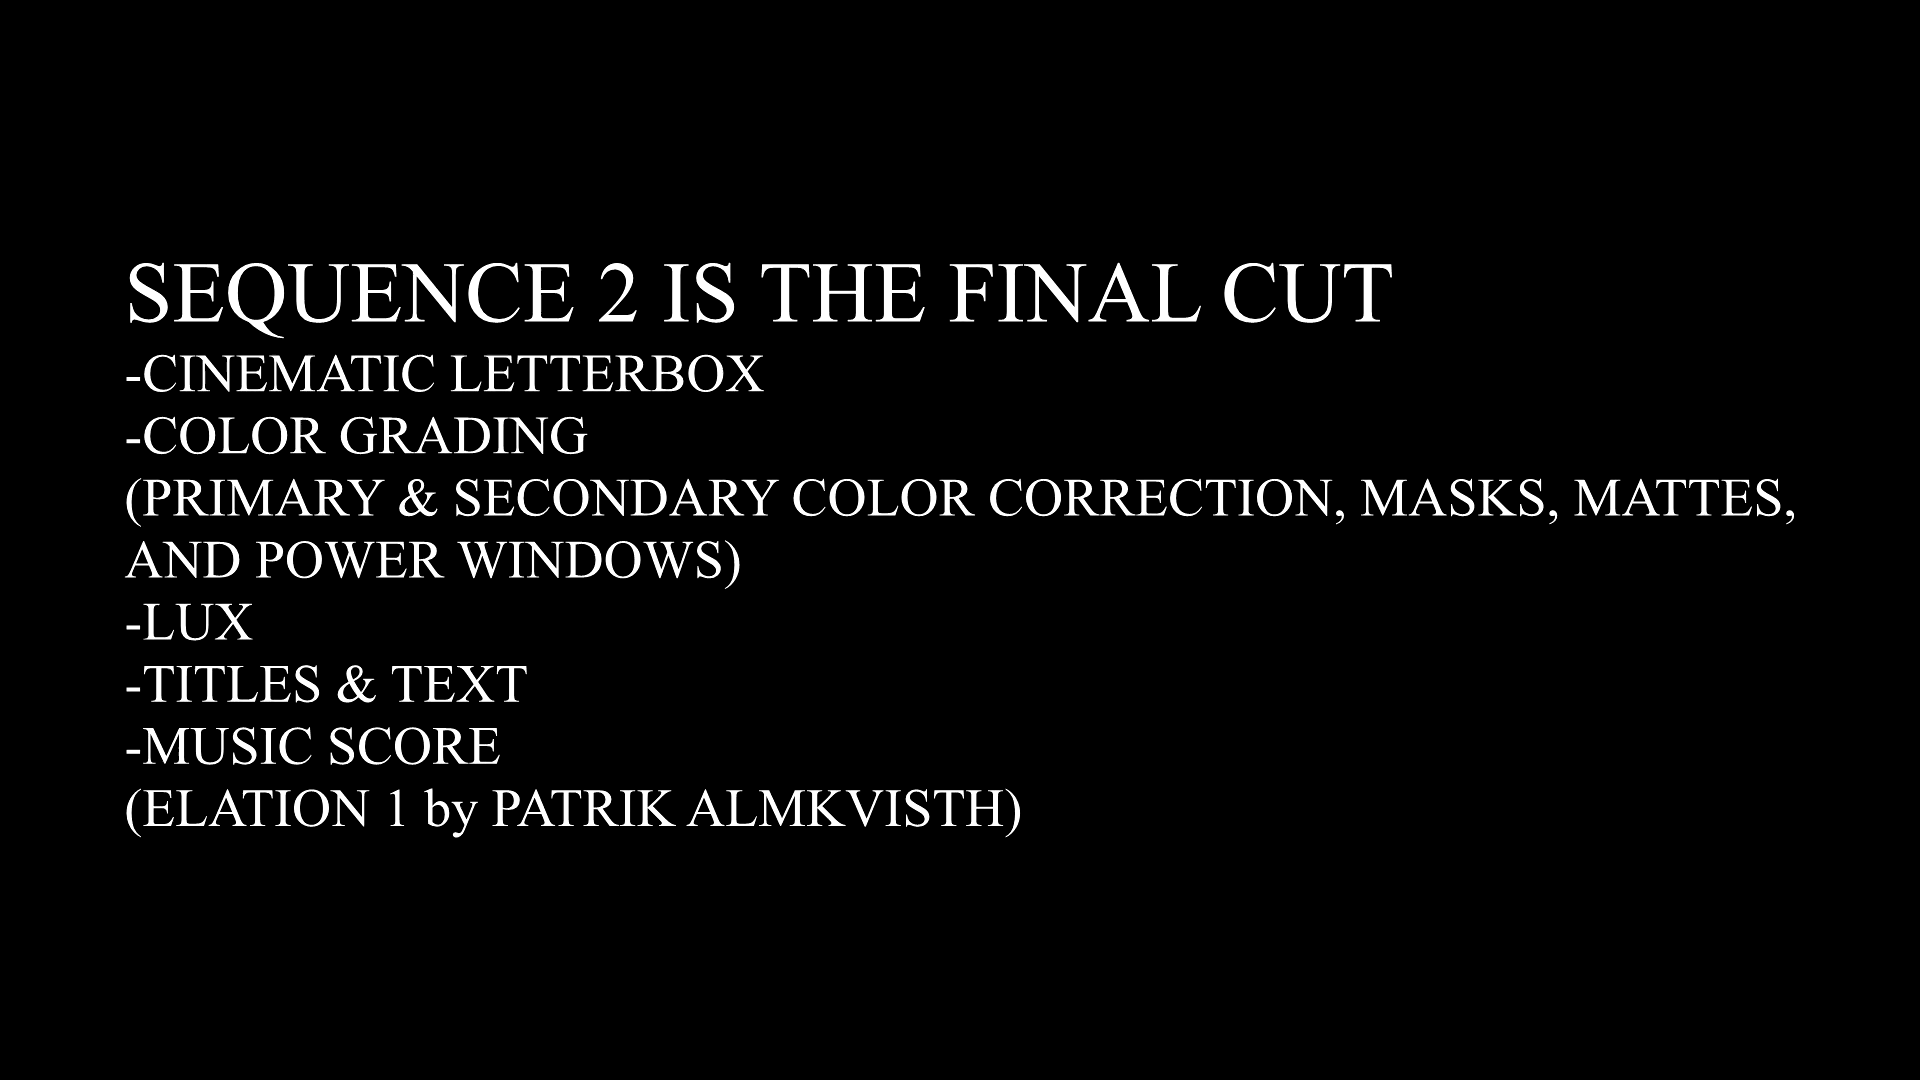 SEQUENCE 2 IS THE FINAL CUT
-CINEMATIC LETTERBOX
-COLOR GRADING
(PRIMARY & SECONDARY COLOR CORRECTION, MASKS, MATTES,
AND POWER WINDOWS)
-LUX
-TITLES & TEXT
-MUSIC SCORE
(ELATION 1 by PATRIK ALMKVISTH)